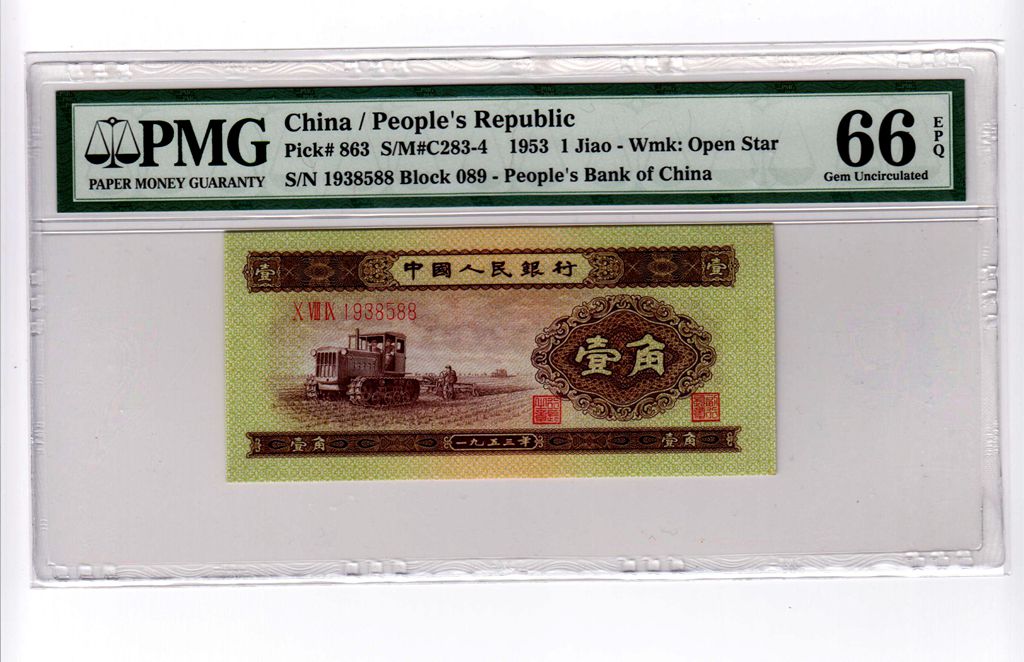 PMG
PAPER MONEY GUARANTY
China / People's Republic
Pick# 863 S/M#C283-4 1953 1 Jiao - Wmk: Open Star
S/N 1938588 Block 089 - People's Bank of China
66
EPQ
Gem Uncirculated
壹 中國人民銀行 壹
X VIII IX 1938588
壹角
壹角 一九五三年 壹角